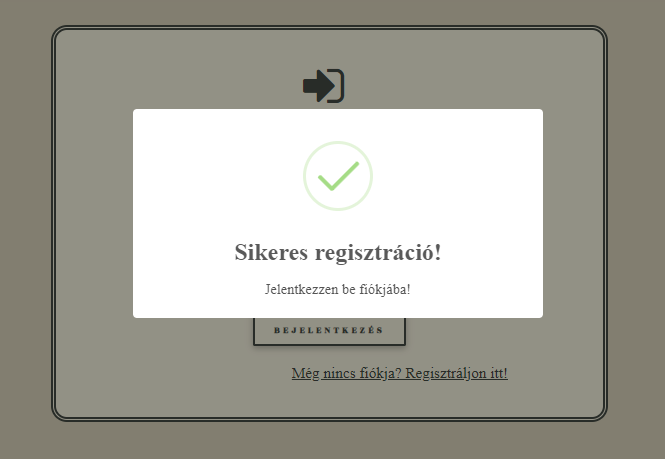 Sikeres regisztráció!
Jelentkezzen be fiókjába!
BEJELENTKEZÉS
Még nincs fiókja? Regisztráljon itt!